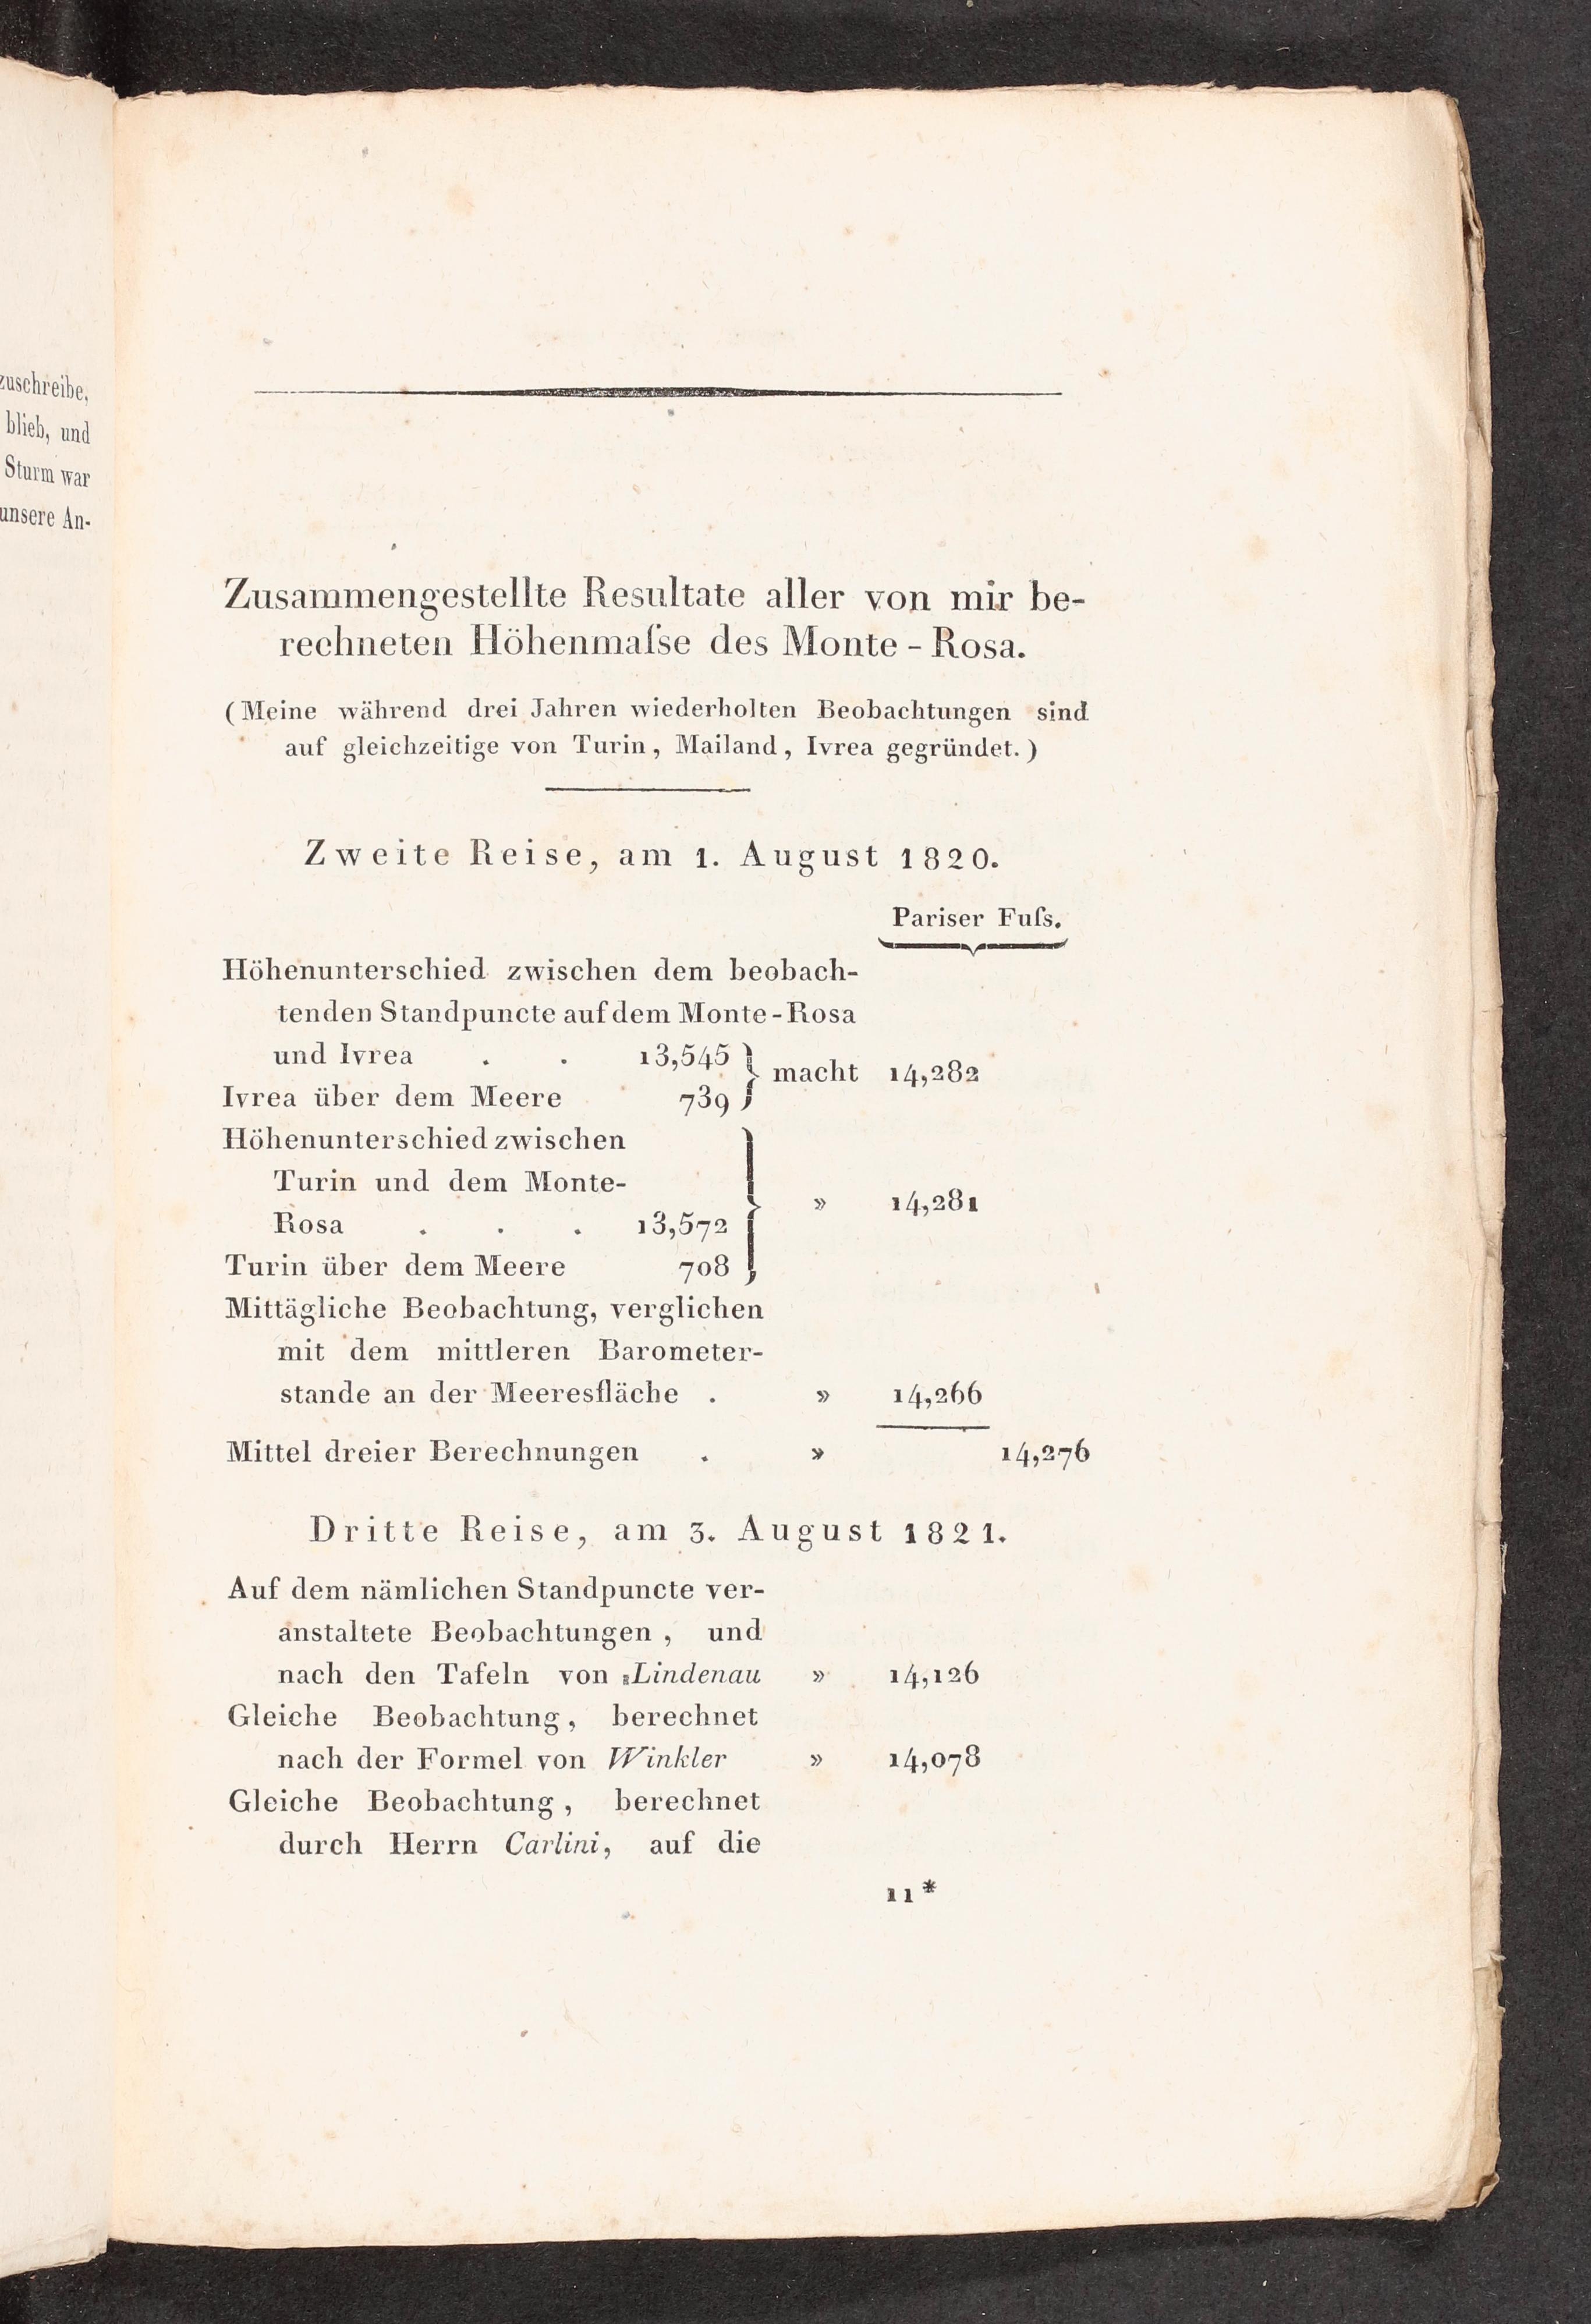 zuschreibe,
blieb, und
Sturm war
unsere An-
Zusammengestellte Resultate aller von mir be-
rechneten Höhenmaſse des Monte-Rosa.
(Meine während drei Jahren wiederholten Beobachtungen sind
auf gleichzeitige von Turin, Mailand, Ivrea gegründet.)
Zweite Reise, am 1. August 1820.
Pariser Fuſs.
Höhenunterschied zwischen dem beobach-
tenden Standpuncte auf dem Monte-Rosa
und Ivrea . . 13,545 } macht 14,282
Ivrea über dem Meere 739
Höhenunterschied zwischen
Turin und dem Monte-
Rosa . . . 13,572 } » 14,281
Turin über dem Meere 708
Mittägliche Beobachtung, verglichen
mit dem mittleren Barometer-
stande an der Meeresfläche . » 14,266
Mittel dreier Berechnungen . » 14,276
Dritte Reise, am 3. August 1821.
Auf dem nämlichen Standpuncte ver-
anstaltete Beobachtungen, und
nach den Tafeln von Lindenau » 14,126
Gleiche Beobachtung, berechnet
nach der Formel von Winkler » 14,078
Gleiche Beobachtung, berechnet
durch Herrn Carlini, auf die
11*